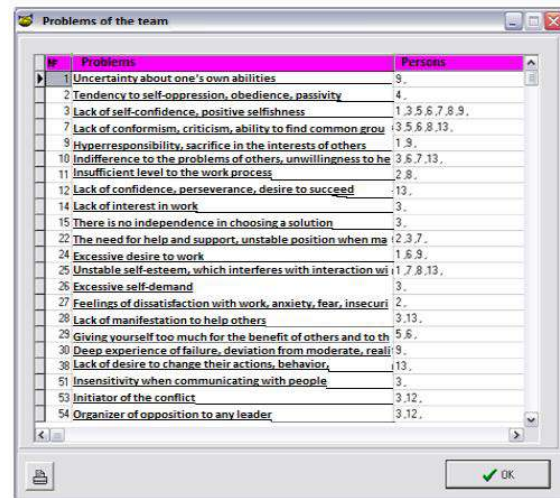 Problems of the team
№ Problems Persons
1 Uncertainty about one's own abilities 9,
2 Tendency to self-oppression, obedience, passivity 4,
3 Lack of self-confidence, positive selfishness 1,3,5,6,7,8,9,
7 Lack of conformism, criticism, ability to find common grou 3,5,6,8,13,
9 Hyperresponsibility, sacrifice in the interests of others 1,9,
10 Indifference to the problems of others, unwillingness to he 3,6,7,13,
11 Insufficient level to the work process 2,8,
12 Lack of confidence, perseverance, desire to succeed 13,
14 Lack of interest in work 3,
15 There is no independence in choosing a solution 3,
22 The need for help and support, unstable position when ma 2,3,7,
24 Excessive desire to work 1,6,9,
25 Unstable self-esteem, which interferes with interaction wi 1,7,8,13,
26 Excessive self-demand 3,
27 Feelings of dissatisfaction with work, anxiety, fear, insecuri 2,
28 Lack of manifestation to help others 3,13,
29 Giving yourself too much for the benefit of others and to th 5,6,
30 Deep experience of failure, deviation from moderate, reali 9,
38 Lack of desire to change their actions, behavior, 13,
51 Insensitivity when communicating with people 3,
53 Initiator of the conflict 3,12,
54 Organizer of opposition to any leader 3,12,
OK